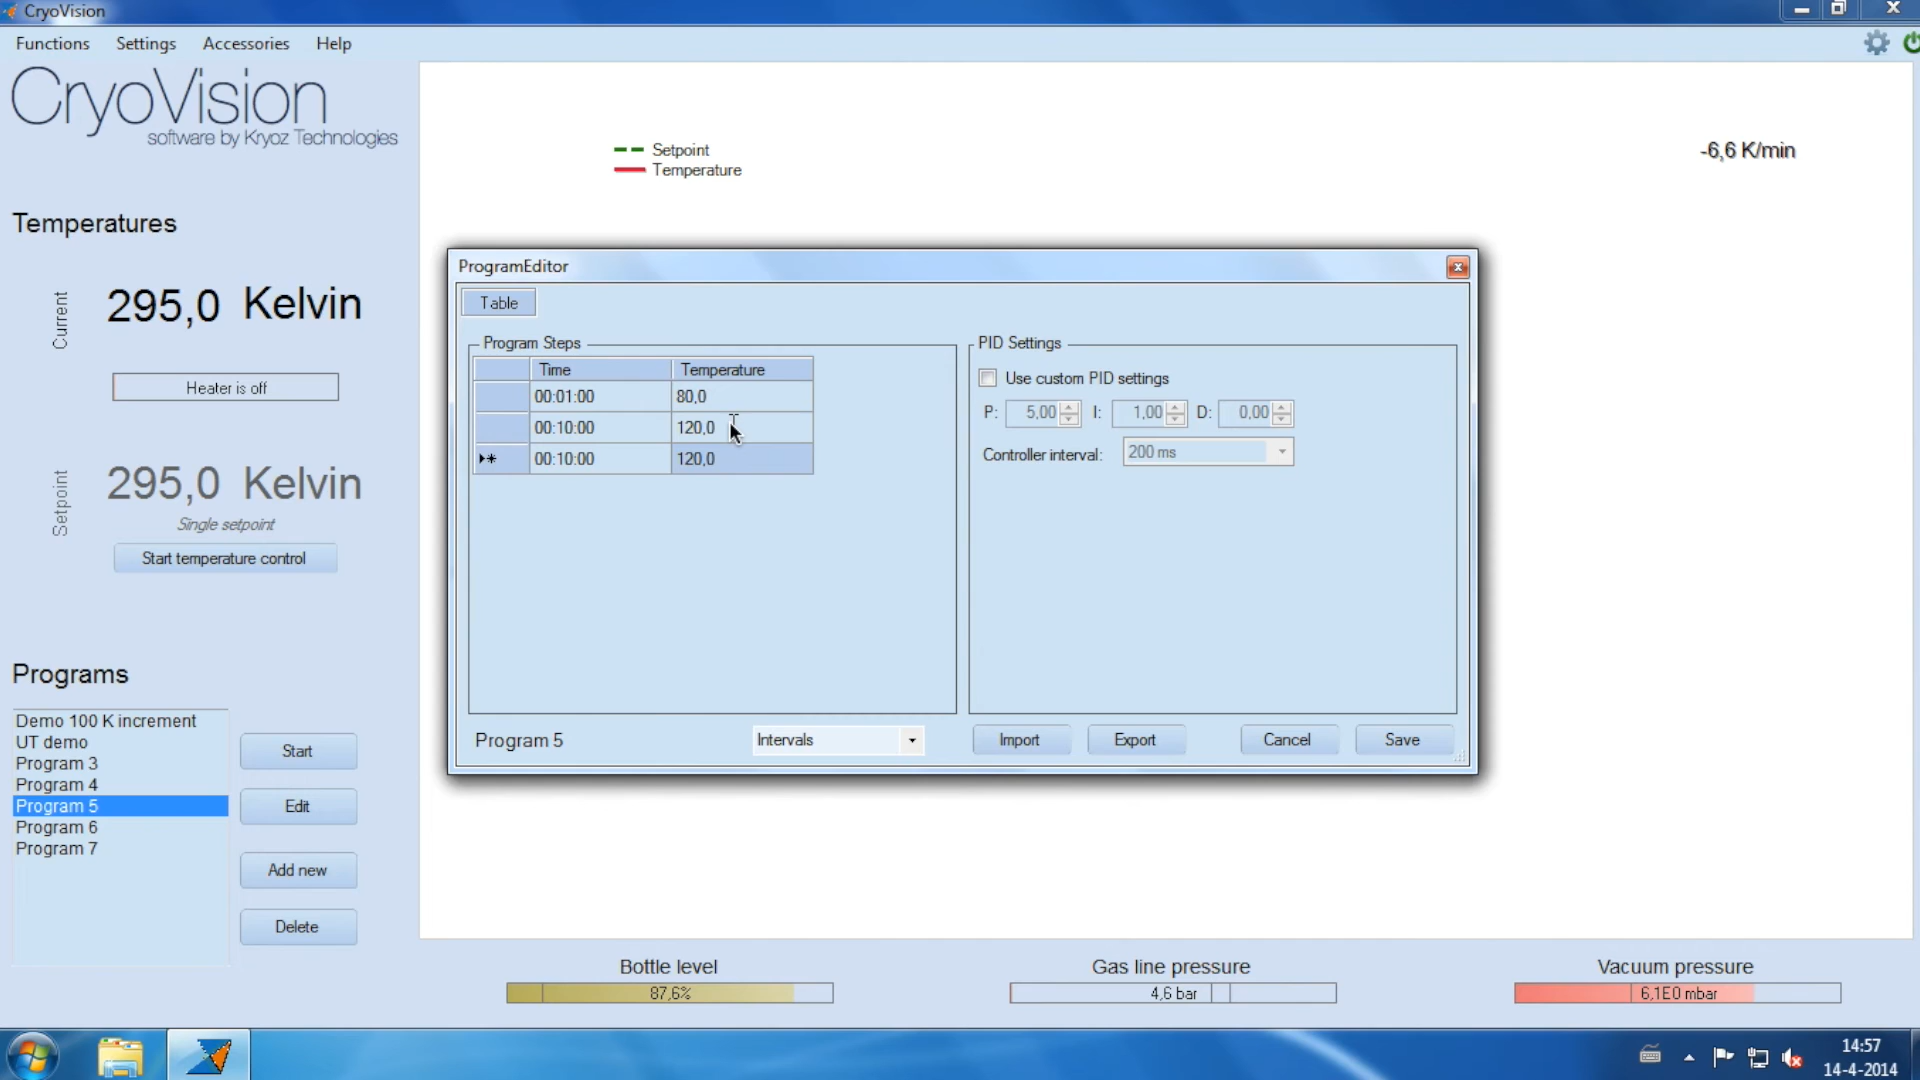 CryoVision
Functions Settings Accessories Help
CryoVision
software by Kryoz Technologies
Setpoint
Temperature
-6,6 K/min
Temperatures
Current
295,0 Kelvin
Heater is off
Setpoint
295,0 Kelvin
Single setpoint
Start temperature control
ProgramEditor
Table
Program Steps
Time Temperature
00:01:00 80,0
00:10:00 120,0
00:10:00 120,0
PID Settings
Use custom PID settings
P: 5,00 I: 1,00 D: 0,00
Controller interval: 200 ms
Program 5 Intervals Import Export Cancel Save
Programs
Demo 100 K increment
UT demo
Program 3
Program 4
Program 5
Program 6
Program 7
Start
Edit
Add new
Delete
Bottle level
87,6%
Gas line pressure
4,6 bar
Vacuum pressure
6,1E0 mbar
14:57
14-4-2014